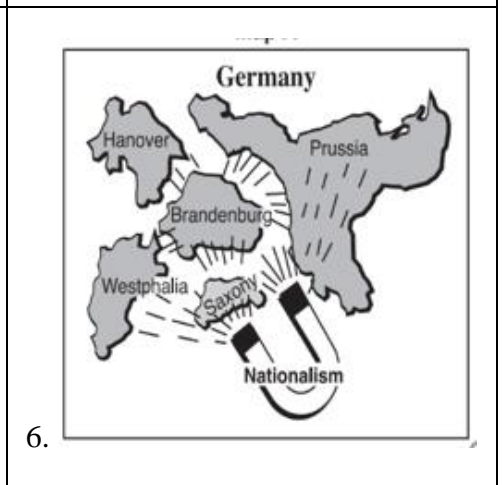 Germany
Hanover
Prussia
Brandenburg
Westphalia
Saxony
Nationalism
6.